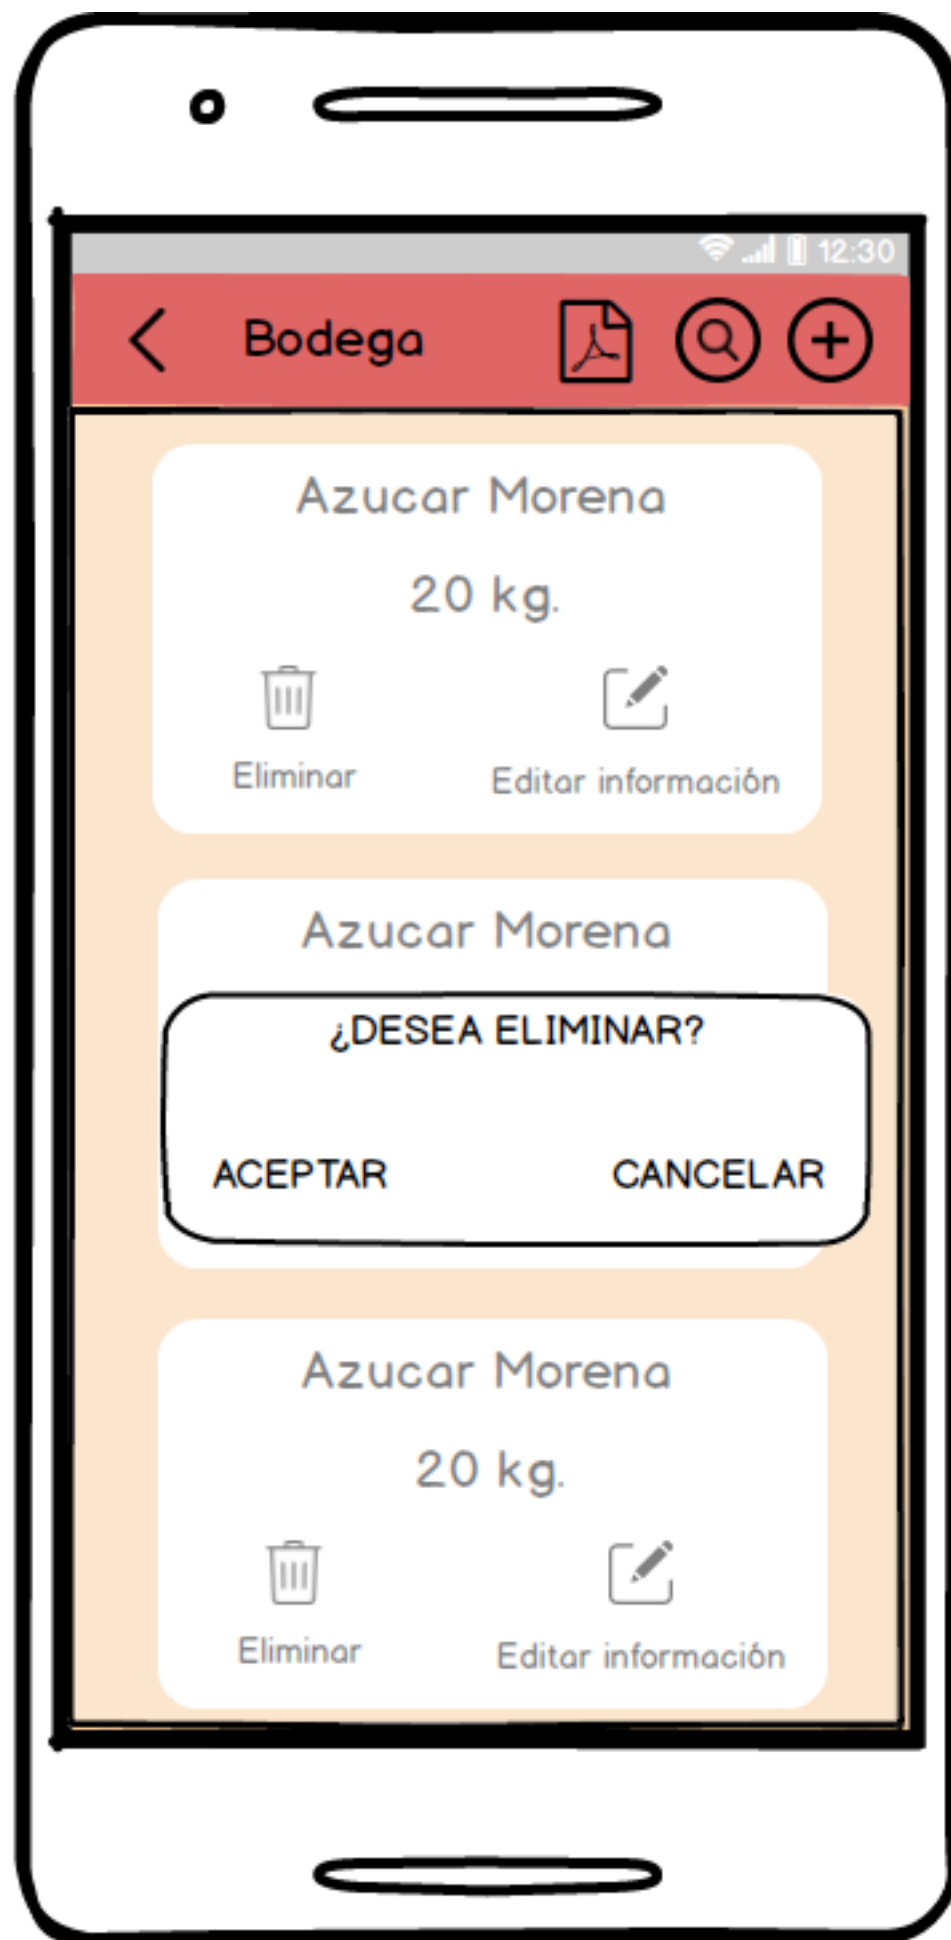 12:30
Bodega
Azucar Morena
20 kg.
Eliminar Editar información
Azucar Morena
¿DESEA ELIMINAR?
ACEPTAR CANCELAR
Azucar Morena
20 kg.
Eliminar Editar información